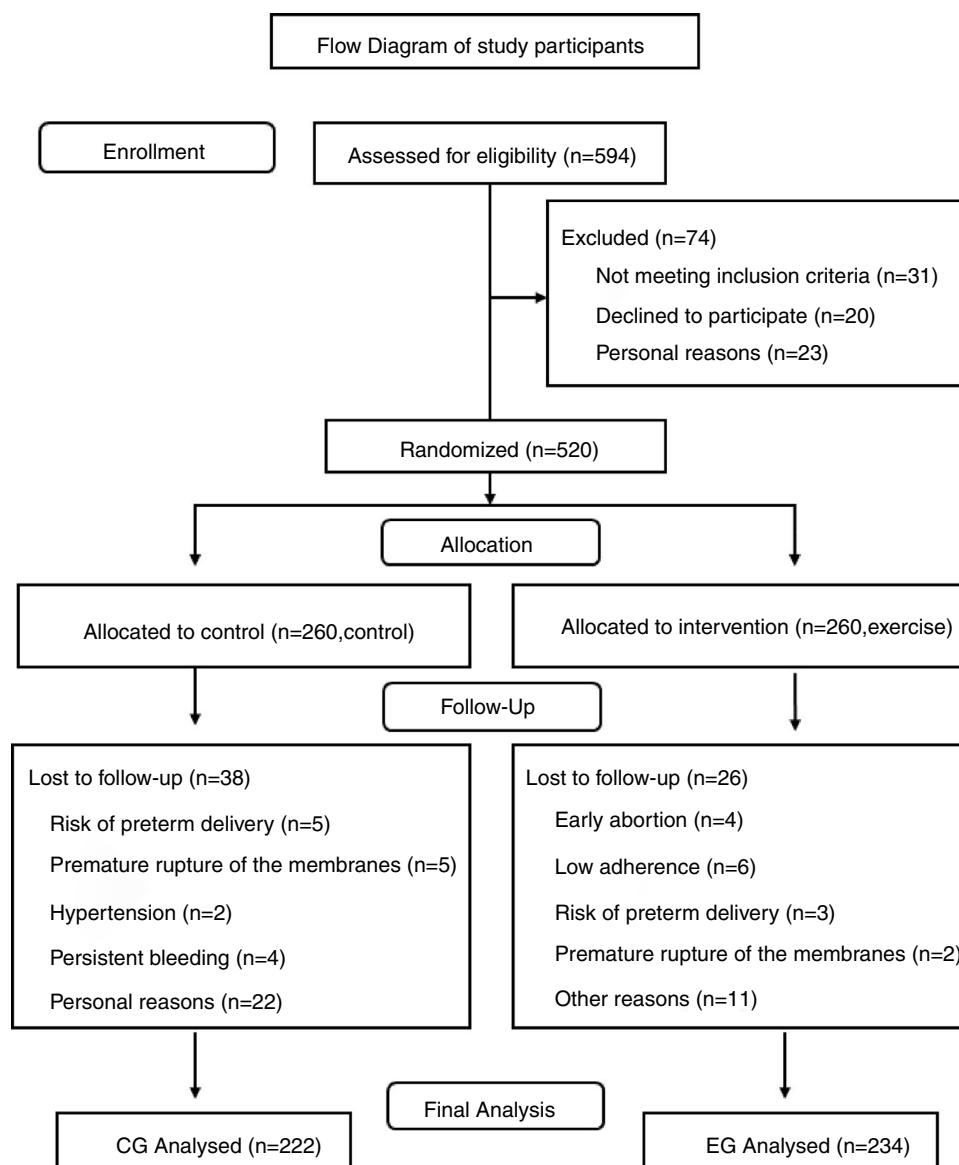 Flow Diagram of study participants
Enrollment
Assessed for eligibility (n=594)
Excluded (n=74)
Not meeting inclusion criteria (n=31)
Declined to participate (n=20)
Personal reasons (n=23)
Randomized (n=520)
Allocation
Allocated to control (n=260,control)
Allocated to intervention (n=260,exercise)
Follow-Up
Lost to follow-up (n=38)
Risk of preterm delivery (n=5)
Premature rupture of the membranes (n=5)
Hypertension (n=2)
Persistent bleeding (n=4)
Personal reasons (n=22)
Lost to follow-up (n=26)
Early abortion (n=4)
Low adherence (n=6)
Risk of preterm delivery (n=3)
Premature rupture of the membranes (n=2)
Other reasons (n=11)
Final Analysis
CG Analysed (n=222)
EG Analysed (n=234)